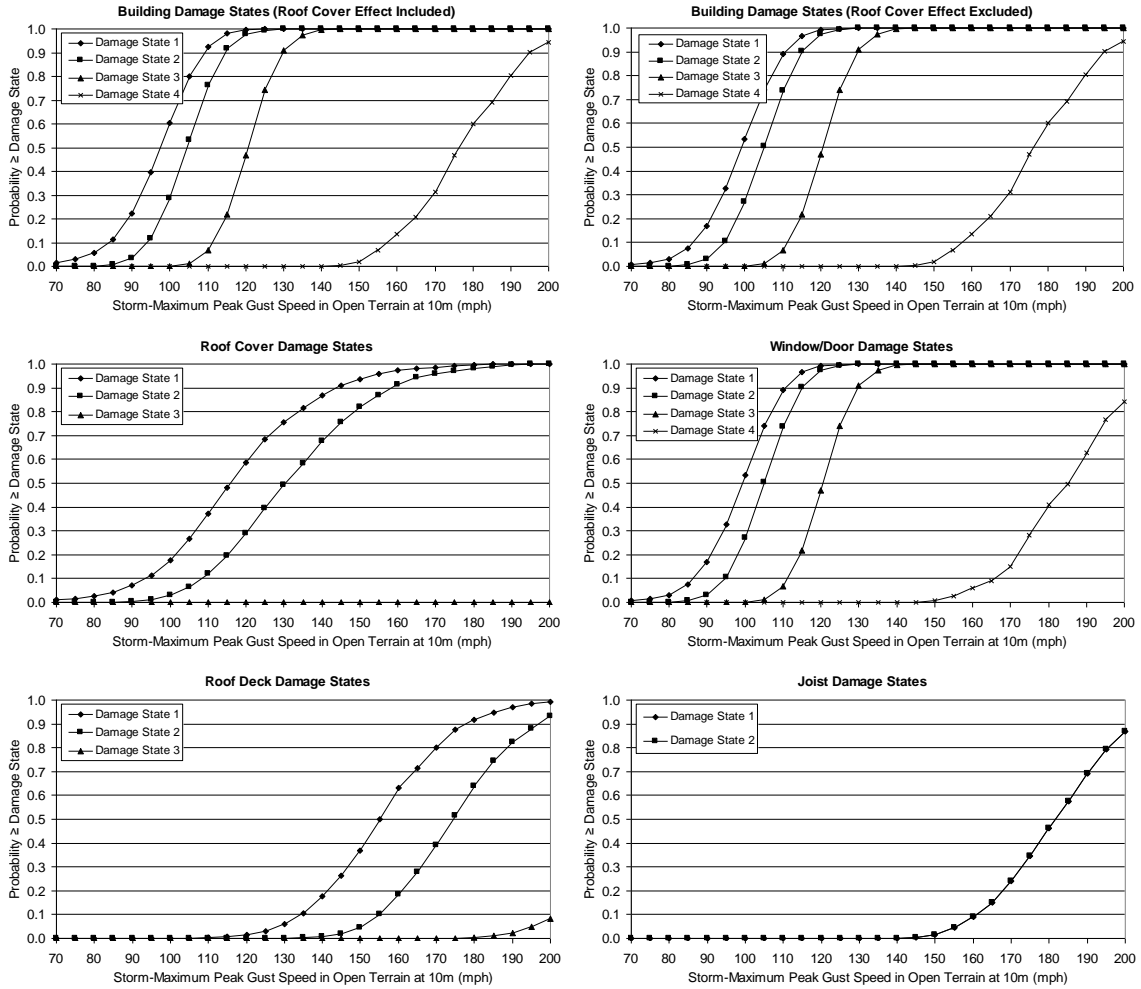 Building Damage States (Roof Cover Effect Included)
Probability ≥ Damage State
1.0
0.9
0.8
0.7
0.6
0.5
0.4
0.3
0.2
0.1
0.0
Damage State 1
Damage State 2
Damage State 3
Damage State 4
70 80 90 100 110 120 130 140 150 160 170 180 190 200
Storm-Maximum Peak Gust Speed in Open Terrain at 10m (mph)
Building Damage States (Roof Cover Effect Excluded)
Probability ≥ Damage State
1.0
0.9
0.8
0.7
0.6
0.5
0.4
0.3
0.2
0.1
0.0
Damage State 1
Damage State 2
Damage State 3
Damage State 4
70 80 90 100 110 120 130 140 150 160 170 180 190 200
Storm-Maximum Peak Gust Speed in Open Terrain at 10m (mph)
Roof Cover Damage States
Probability ≥ Damage State
1.0
0.9
0.8
0.7
0.6
0.5
0.4
0.3
0.2
0.1
0.0
Damage State 1
Damage State 2
Damage State 3
70 80 90 100 110 120 130 140 150 160 170 180 190 200
Storm-Maximum Peak Gust Speed in Open Terrain at 10m (mph)
Window/Door Damage States
Probability ≥ Damage State
1.0
0.9
0.8
0.7
0.6
0.5
0.4
0.3
0.2
0.1
0.0
Damage State 1
Damage State 2
Damage State 3
Damage State 4
70 80 90 100 110 120 130 140 150 160 170 180 190 200
Storm-Maximum Peak Gust Speed in Open Terrain at 10m (mph)
Roof Deck Damage States
Probability ≥ Damage State
1.0
0.9
0.8
0.7
0.6
0.5
0.4
0.3
0.2
0.1
0.0
Damage State 1
Damage State 2
Damage State 3
70 80 90 100 110 120 130 140 150 160 170 180 190 200
Storm-Maximum Peak Gust Speed in Open Terrain at 10m (mph)
Joist Damage States
Probability ≥ Damage State
1.0
0.9
0.8
0.7
0.6
0.5
0.4
0.3
0.2
0.1
0.0
Damage State 1
Damage State 2
70 80 90 100 110 120 130 140 150 160 170 180 190 200
Storm-Maximum Peak Gust Speed in Open Terrain at 10m (mph)